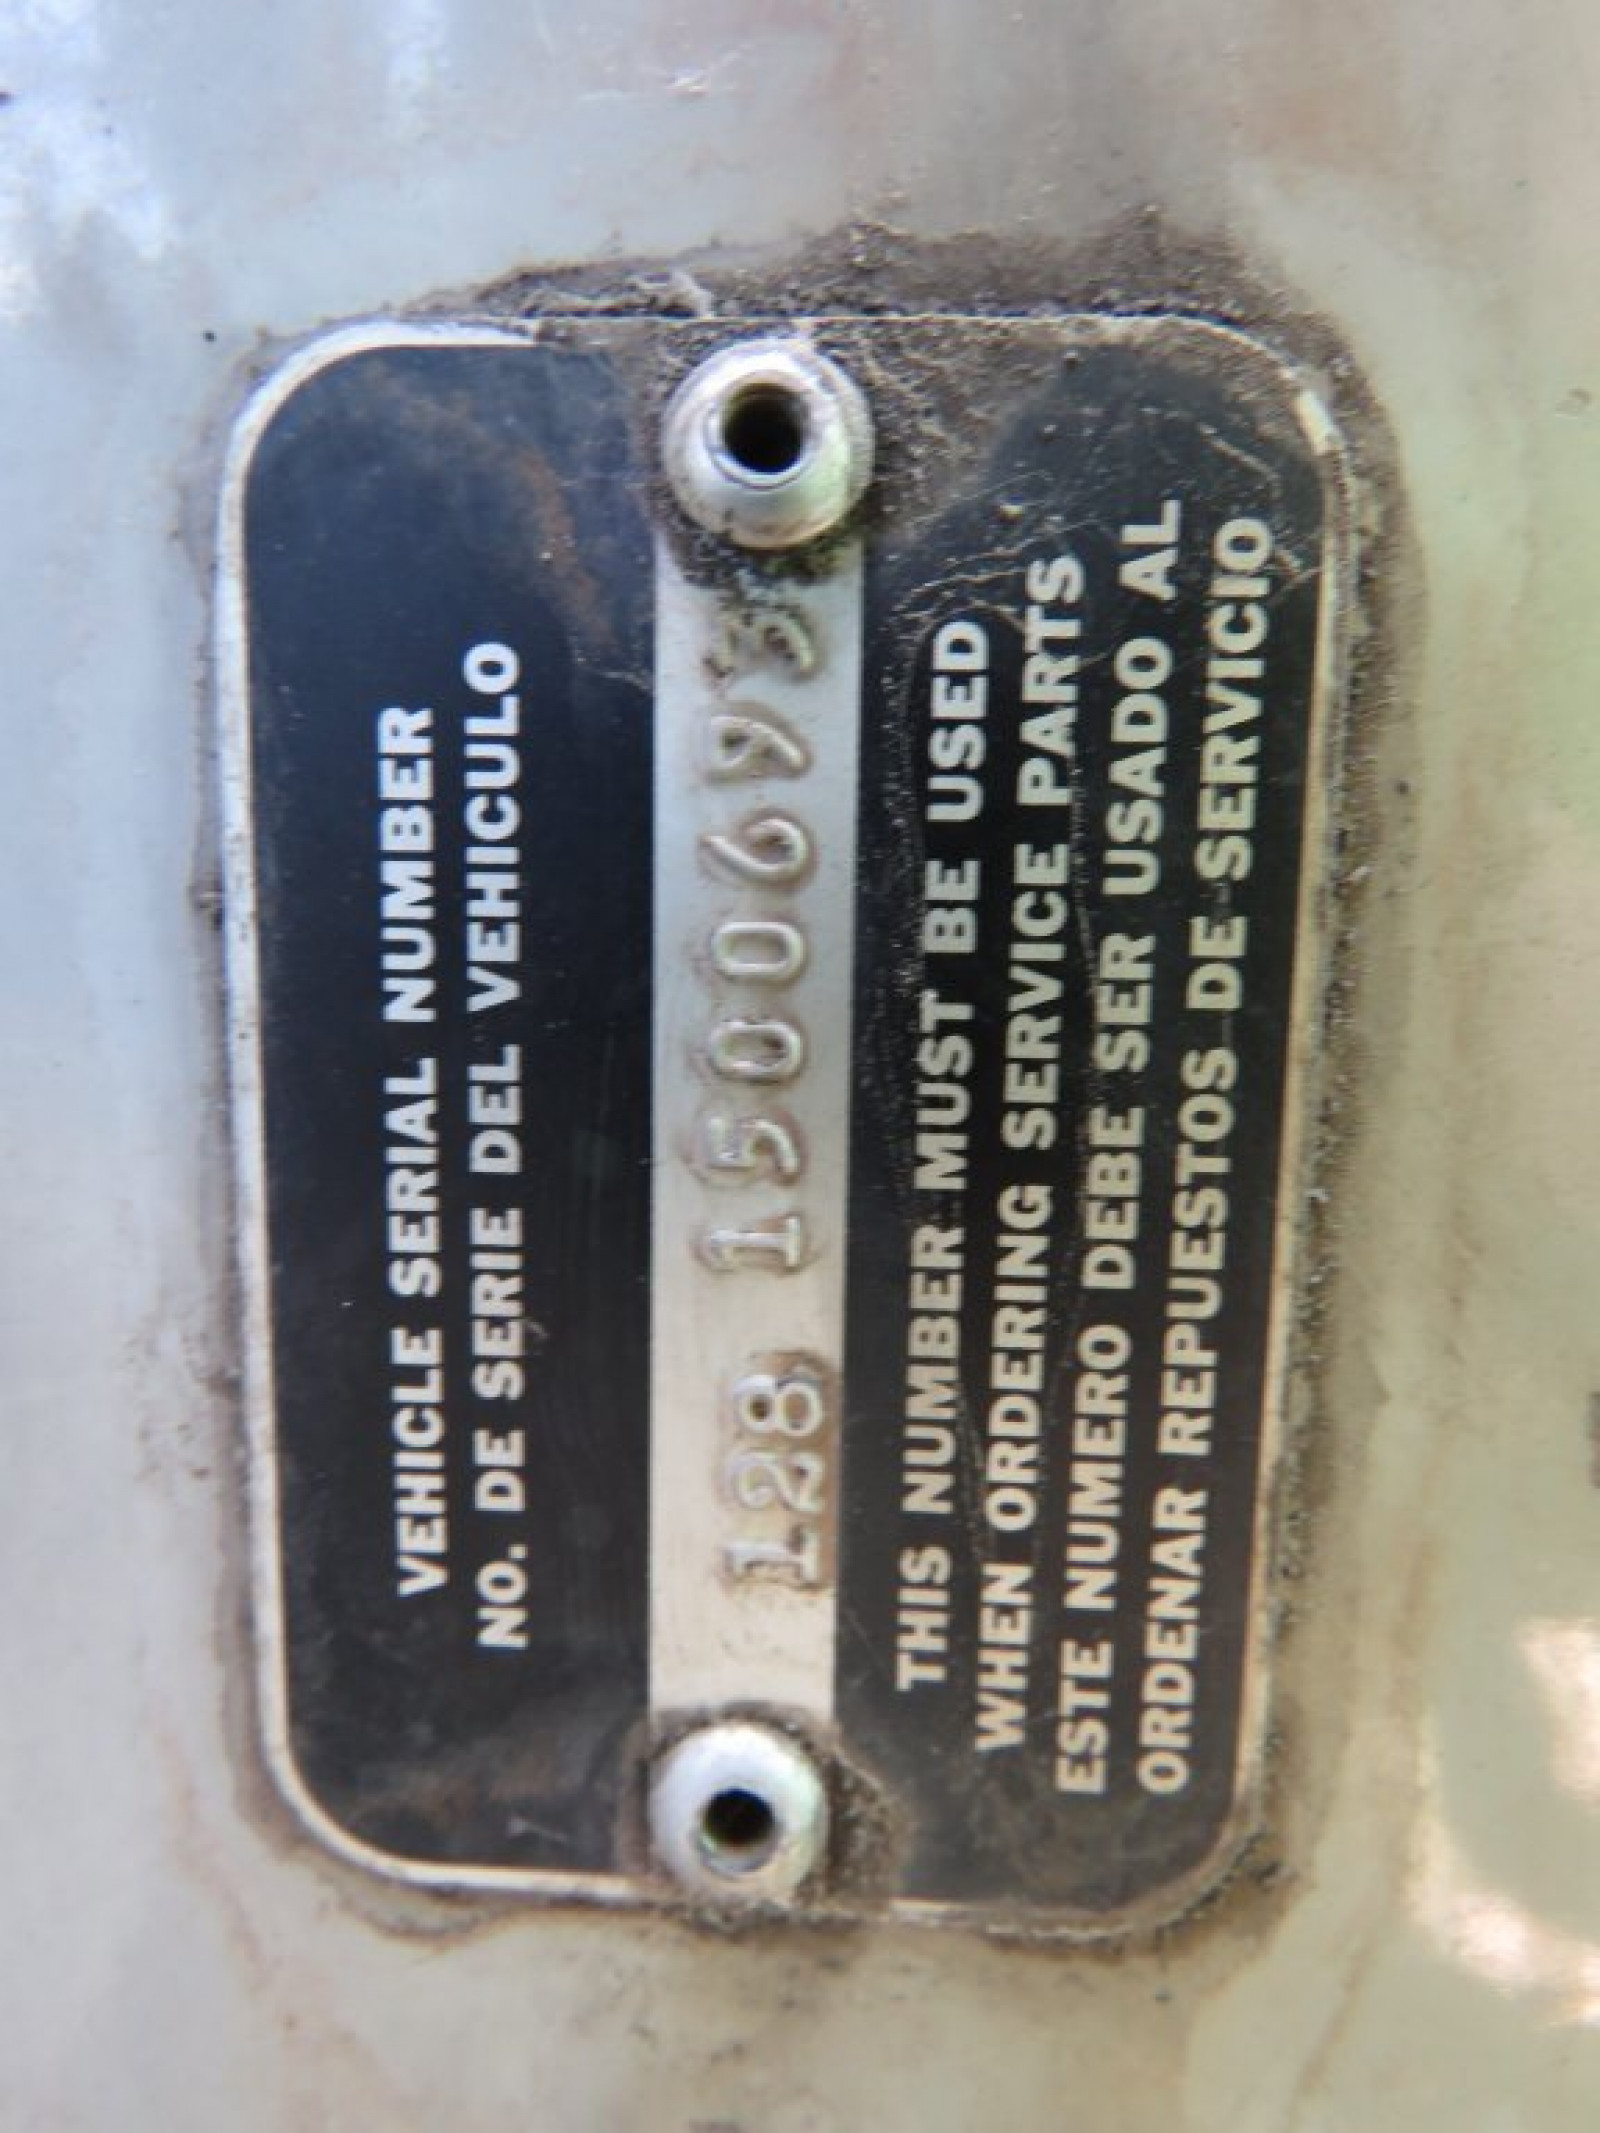 VEHICLE SERIAL NUMBER
NO. DE SERIE DEL VEHICULO
128 1500693
THIS NUMBER MUST BE USED
WHEN ORDERING SERVICE PARTS
ESTE NUMERO DEBE SER USADO AL
ORDENAR REPUESTOS DE SERVICIO